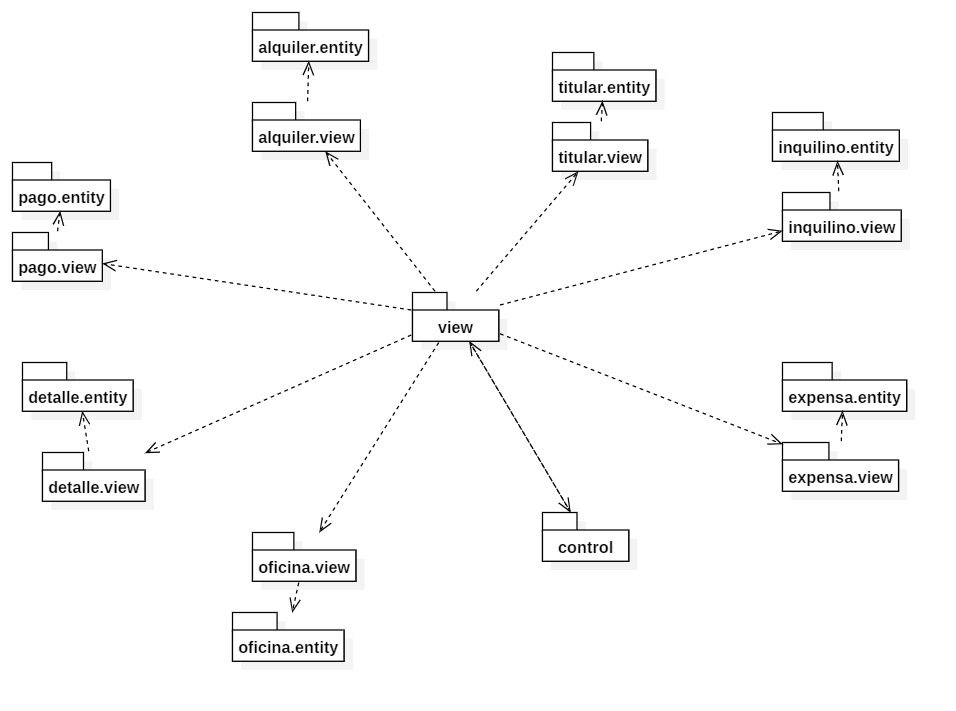 alquiler.entity
titular.entity
alquiler.view
inquilino.entity
titular.view
pago.entity
inquilino.view
pago.view
view
detalle.entity
expensa.entity
detalle.view
expensa.view
control
oficina.view
oficina.entity